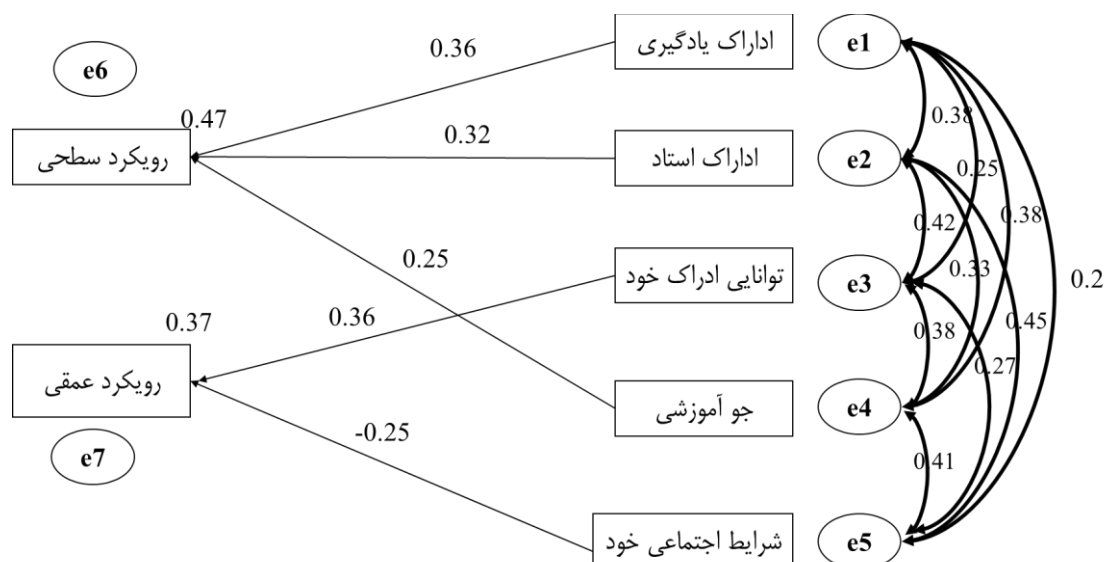 اداراک یادگیری
e1
0.36
e6
0.47
0.38
رویکرد سطحی
0.32
اداراک استاد
e2
0.25
0.42
0.38
0.33
0.25
توانایی ادراک خود
e3
0.2
0.36
0.37
0.38
0.45
0.27
رویکرد عمقی
جو آموزشی
e4
-0.25
e7
0.41
شرایط اجتماعی خود
e5